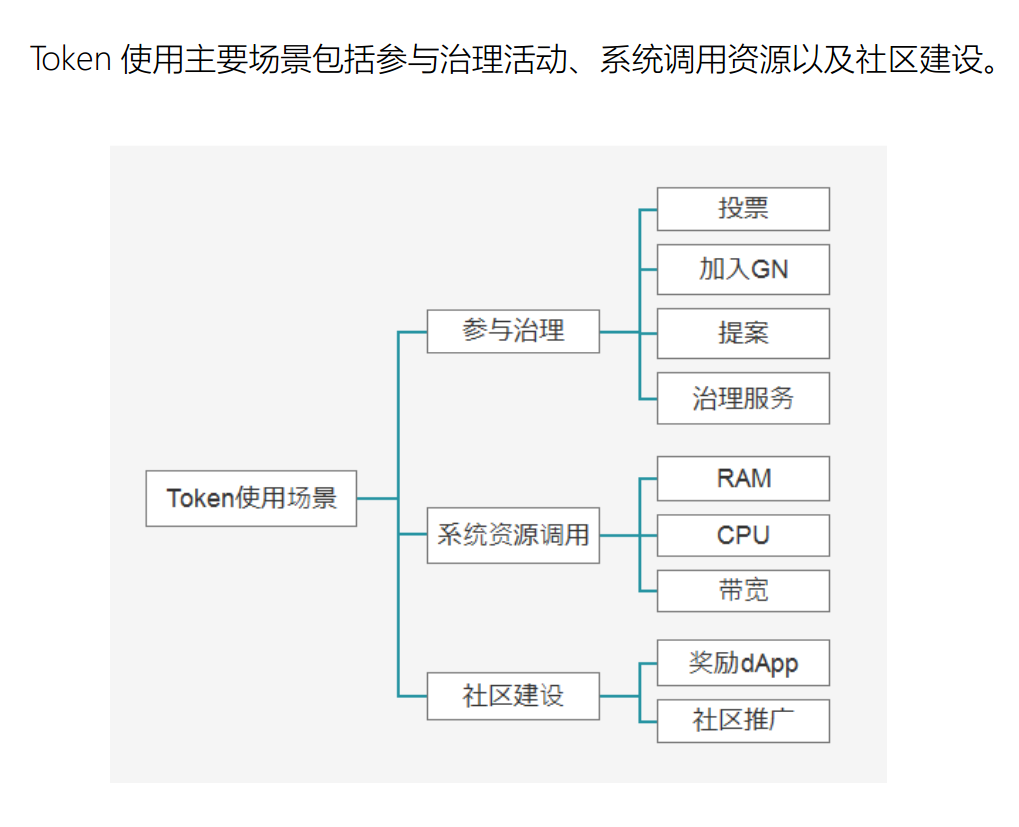 Token 使用主要场景包括参与治理活动、系统调用资源以及社区建设。
投票
加入GN
参与治理
提案
治理服务
Token使用场景
RAM
系统资源调用
CPU
带宽
奖励dApp
社区建设
社区推广